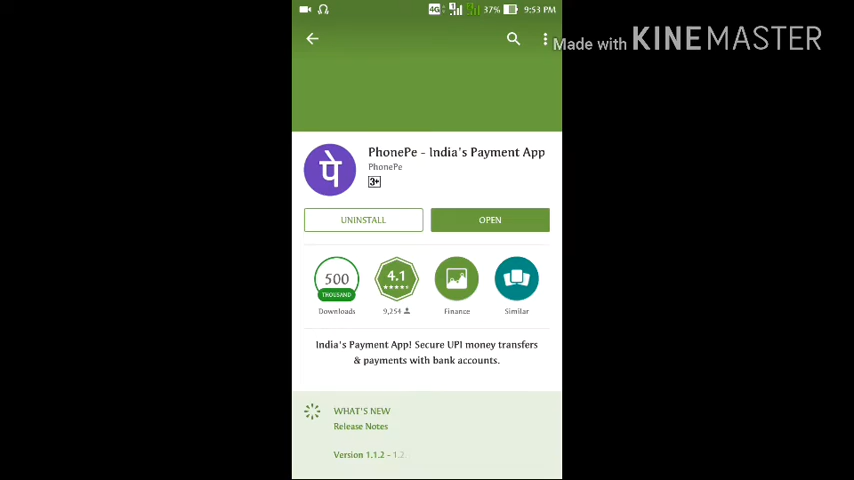 4G 1 37% 9:53 PM
Made with KINEMASTER
पे
PhonePe - India's Payment App
PhonePe
3+
UNINSTALL
OPEN
500
THOUSAND
Downloads
4.1
9,254
Finance
Similar
India's Payment App! Secure UPI money transfers
& payments with bank accounts.
WHAT'S NEW
Release Notes
Version 1.1.2 - 1.2.